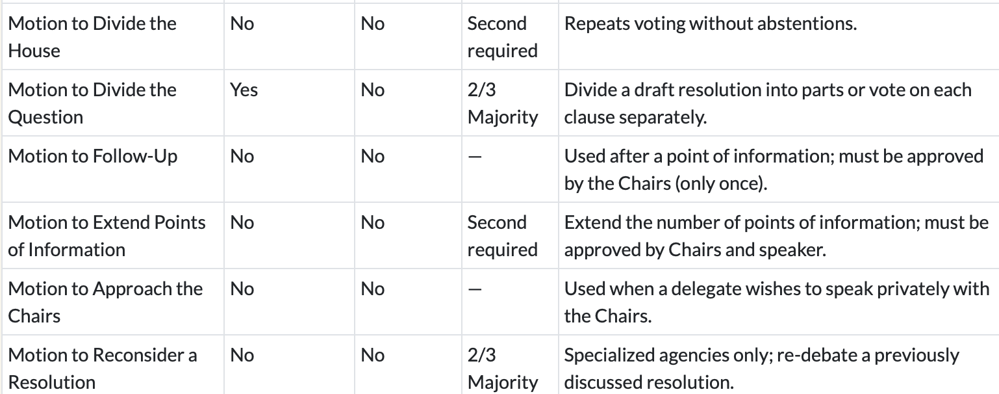 Motion to Divide the House No No Second required Repeats voting without abstentions.
Motion to Divide the Question Yes No 2/3 Majority Divide a draft resolution into parts or vote on each clause separately.
Motion to Follow-Up No No — Used after a point of information; must be approved by the Chairs (only once).
Motion to Extend Points of Information No No Second required Extend the number of points of information; must be approved by Chairs and speaker.
Motion to Approach the Chairs No No — Used when a delegate wishes to speak privately with the Chairs.
Motion to Reconsider a Resolution No No 2/3 Majority Specialized agencies only; re-debate a previously discussed resolution.